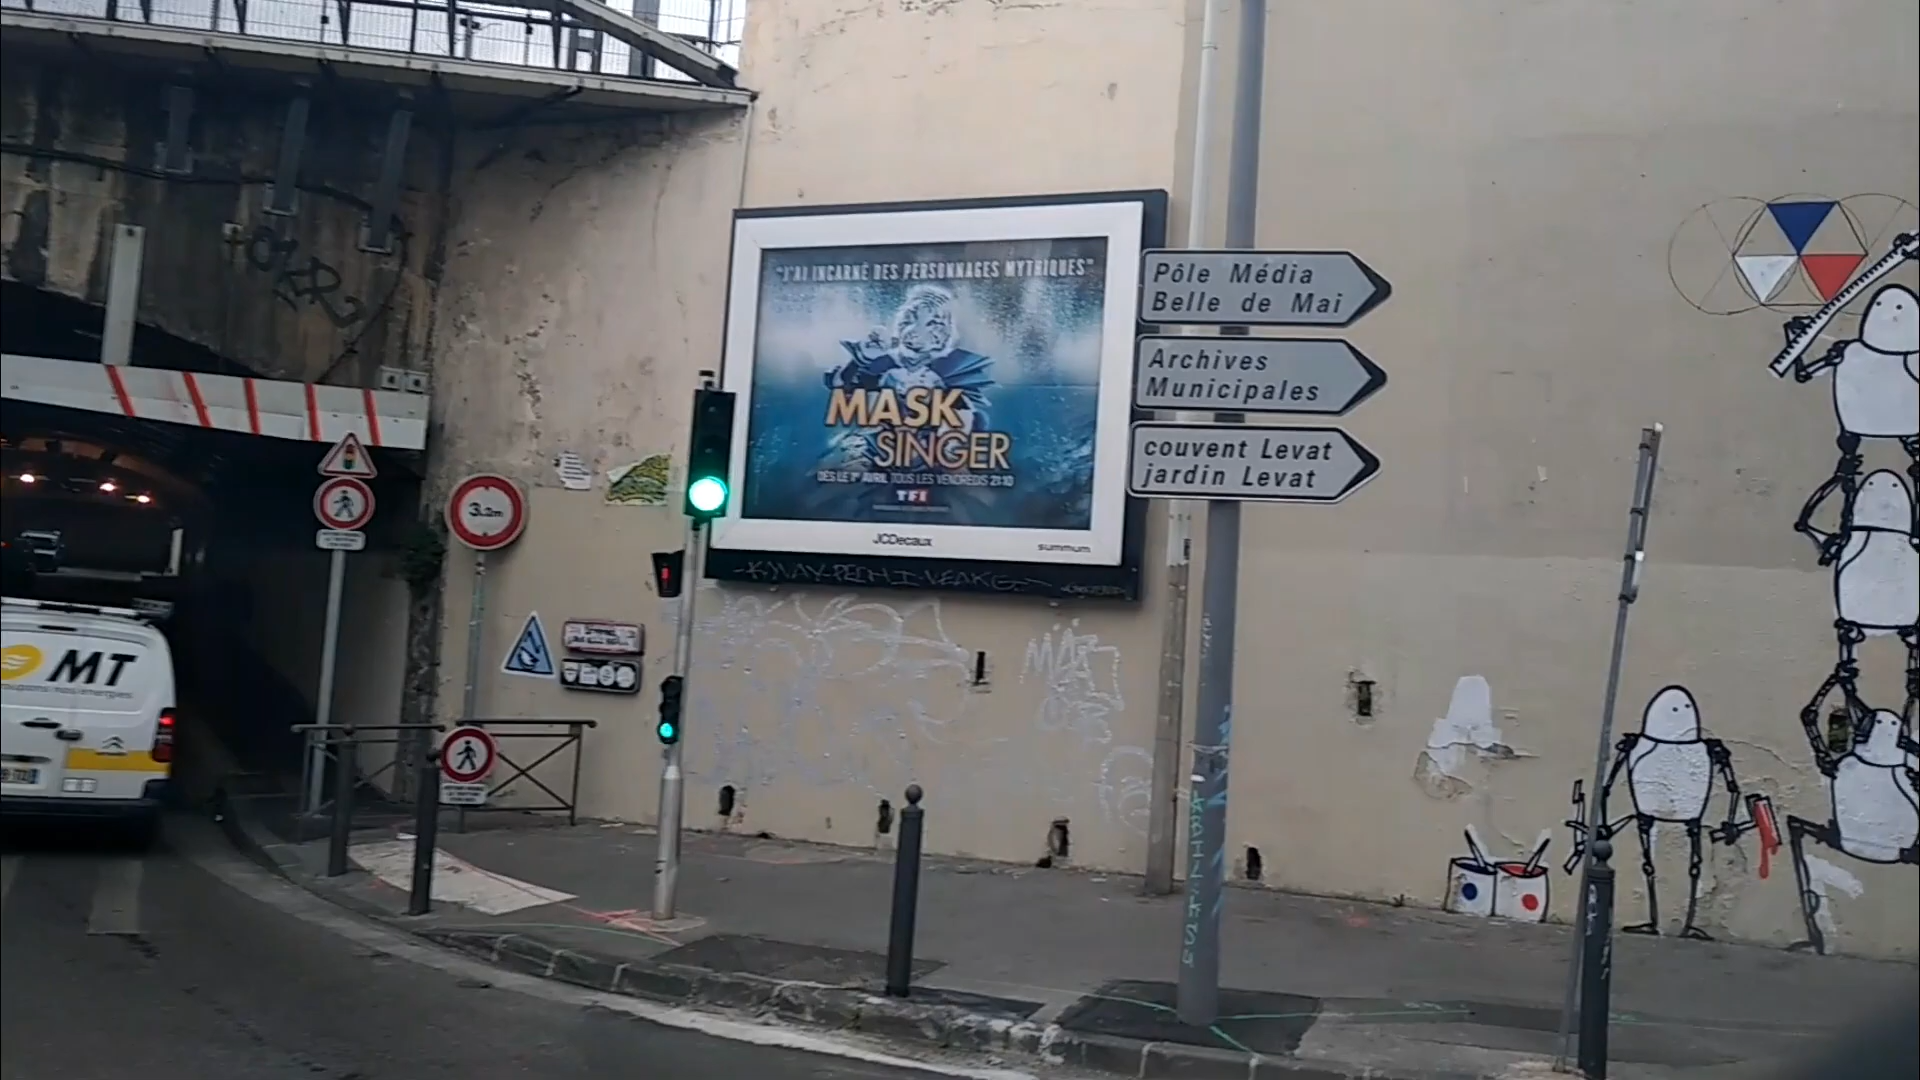 "J'AI INCARNÉ DES PERSONNAGES MYTHIQUES"
MASK
SINGER
DÈS LE 1ER AVRIL TOUS LES VENDREDIS 21:10
TF1
JCDecaux
summum
Pôle Média
Belle de Mai
Archives
Municipales
couvent Levat
jardin Levat
3.2m
MT